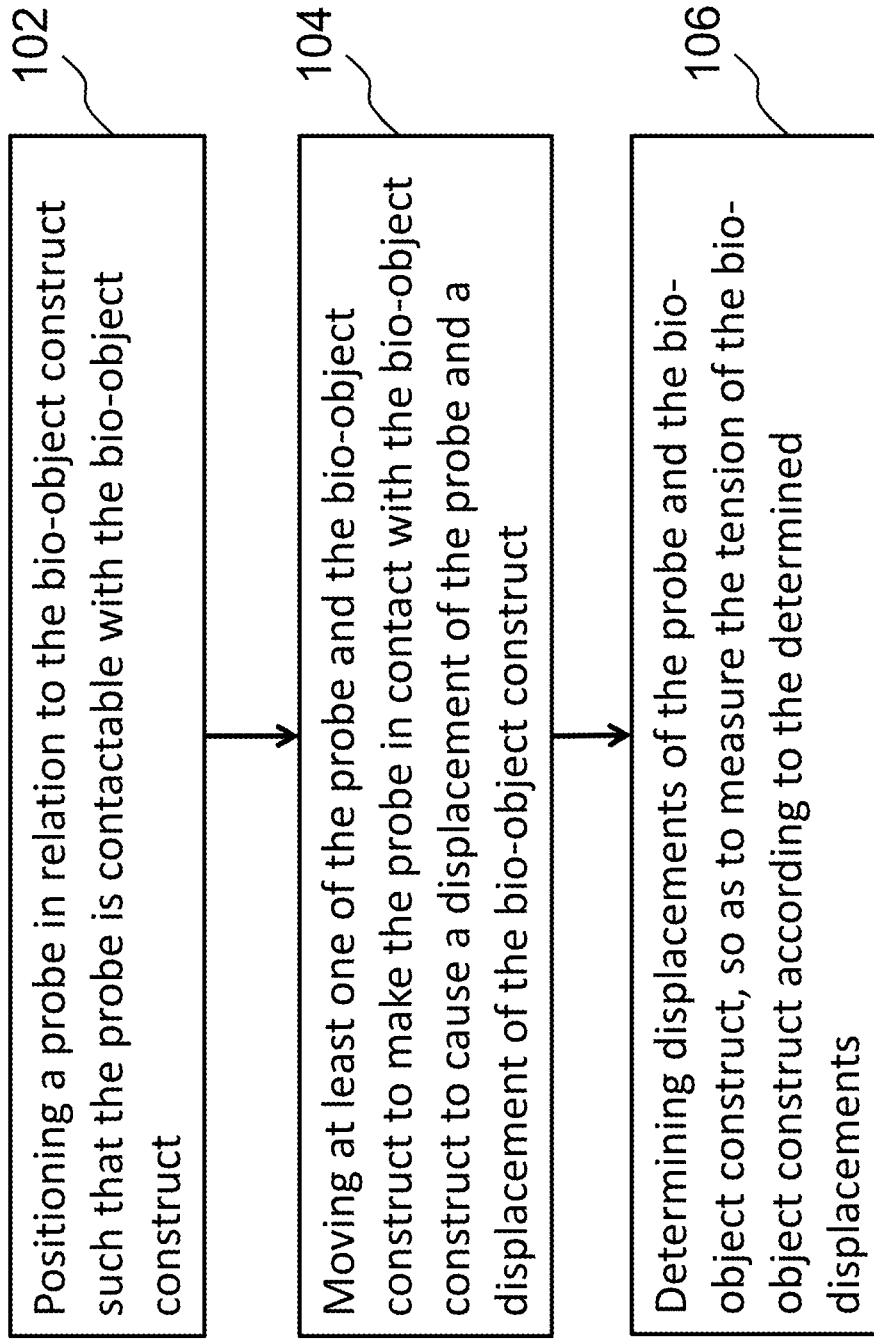 Positioning a probe in relation to the bio-object construct
such that the probe is contactable with the bio-object
construct
102
Moving at least one of the probe and the bio-object
construct to make the probe in contact with the bio-object
construct to cause a displacement of the probe and a
displacement of the bio-object construct
104
Determining displacements of the probe and the bio-
object construct, so as to measure the tension of the bio-
object construct according to the determined
displacements
106